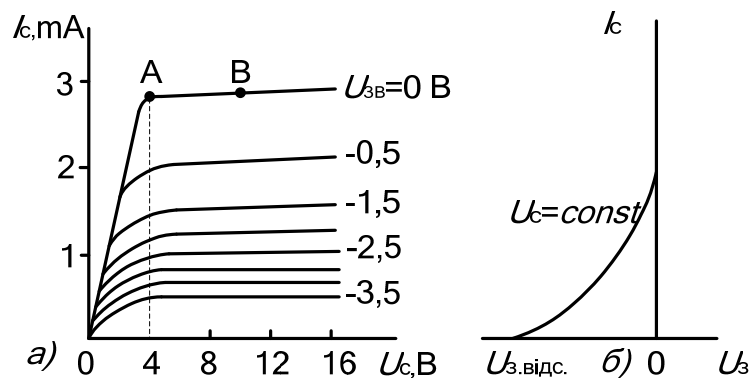 Iс,mA
3
A
B
Uзв=0 В
2
-0,5
-1,5
1
-2,5
-3,5
а)
0
4
8
12
16
Uс,В
Iс
Uс=const
Uз.відс.
б)
0
Uз